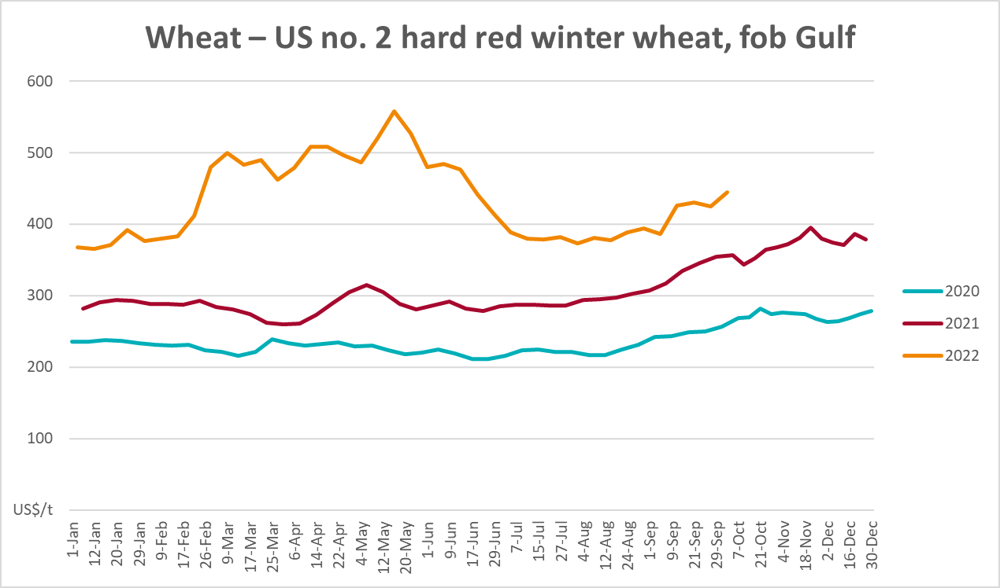 Wheat – US no. 2 hard red winter wheat, fob Gulf
600
500
400
300
200
100
US$/t
1-Jan
12-Jan
20-Jan
29-Jan
9-Feb
17-Feb
26-Feb
9-Mar
17-Mar
25-Mar
6-Apr
14-Apr
22-Apr
4-May
12-May
20-May
1-Jun
9-Jun
17-Jun
29-Jun
7-Jul
15-Jul
27-Jul
4-Aug
12-Aug
24-Aug
1-Sep
9-Sep
21-Sep
29-Sep
7-Oct
21-Oct
4-Nov
18-Nov
2-Dec
16-Dec
30-Dec
2020
2021
2022